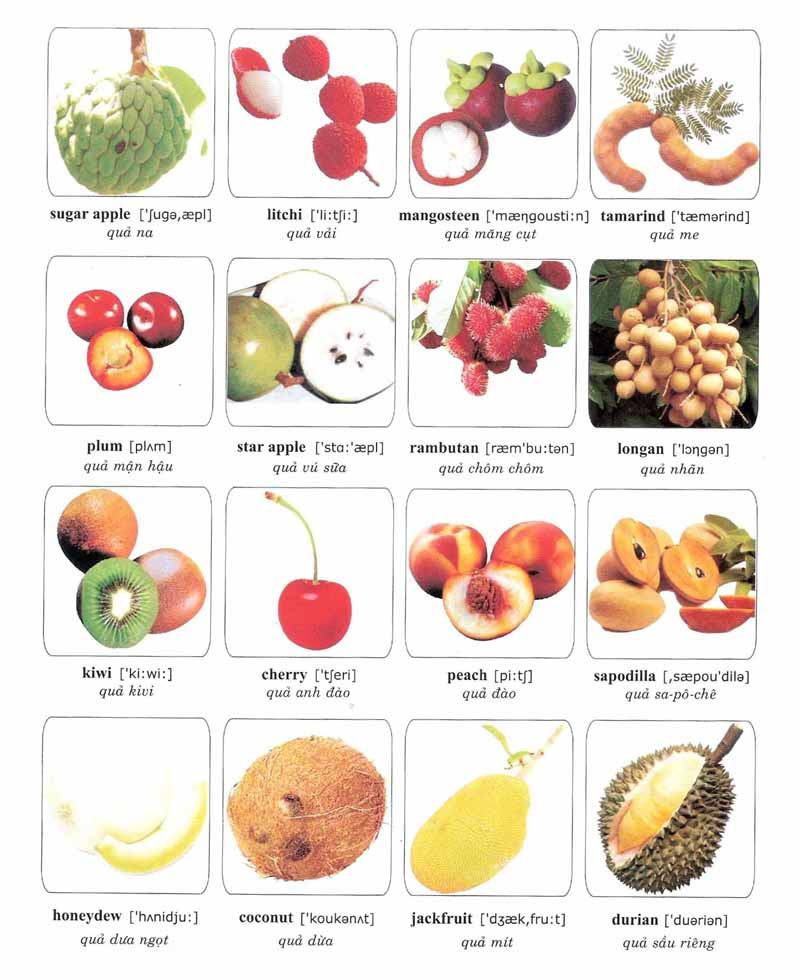 sugar apple ['ʃugə,æpl]
quả na
litchi ['li:tʃi:]
quả vải
mangosteen ['mæŋgousti:n]
quả măng cụt
tamarind ['tæmərind]
quả me
plum [plʌm]
quả mận hậu
star apple ['stɑ:'æpl]
quả vú sữa
rambutan [ræm'bu:tən]
quả chôm chôm
longan ['lɔŋgən]
quả nhãn
kiwi ['ki:wi:]
quả kivi
cherry ['tʃeri]
quả anh đào
peach [pi:tʃ]
quả đào
sapodilla [,sæpou'dilə]
quả sa-pô-chê
honeydew ['hʌnidju:]
quả dưa ngọt
coconut ['koukənʌt]
quả dừa
jackfruit ['dʒæk,fru:t]
quả mít
durian ['duəriən]
quả sầu riêng